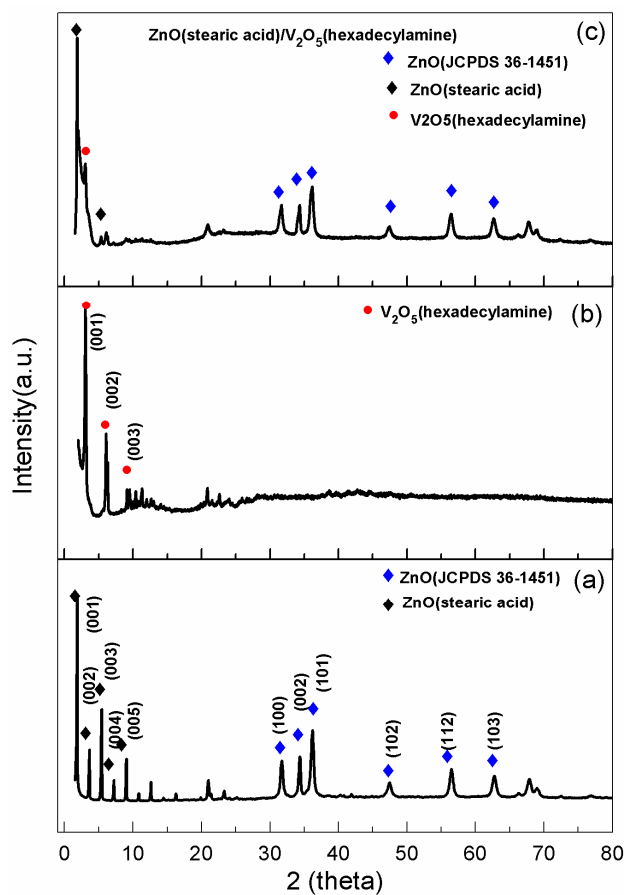 ZnO(stearic acid)/V₂O₅(hexadecylamine)
(c)
ZnO(JCPDS 36-1451)
ZnO(stearic acid)
V2O5(hexadecylamine)
V₂O₅(hexadecylamine)
(b)
(001)
(002)
(003)
Intensity(a.u.)
ZnO(JCPDS 36-1451)
(a)
ZnO(stearic acid)
(001)
(002)
(003)
(004)
(005)
(100)
(002)
(101)
(102)
(112)
(103)
0 10 20 30 40 50 60 70 80
2 (theta)